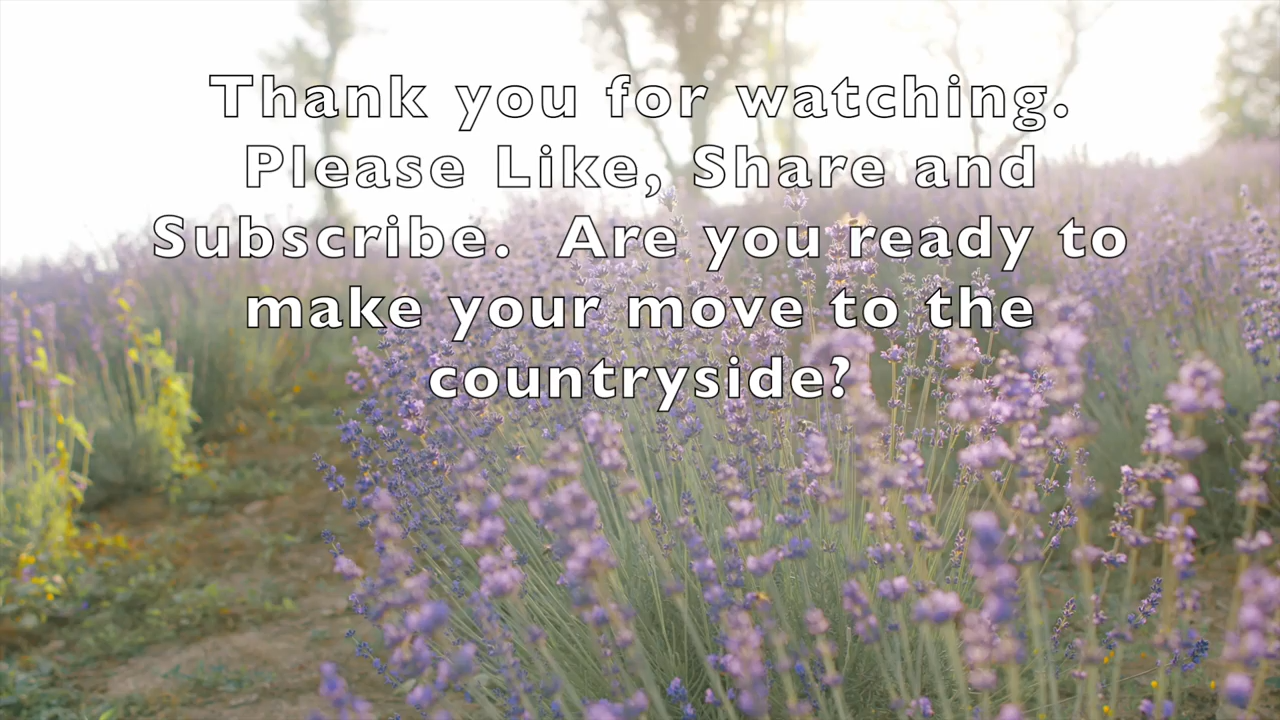 Thank you for watching.
Please Like, Share and
Subscribe.  Are you ready to
make your move to the
countryside?